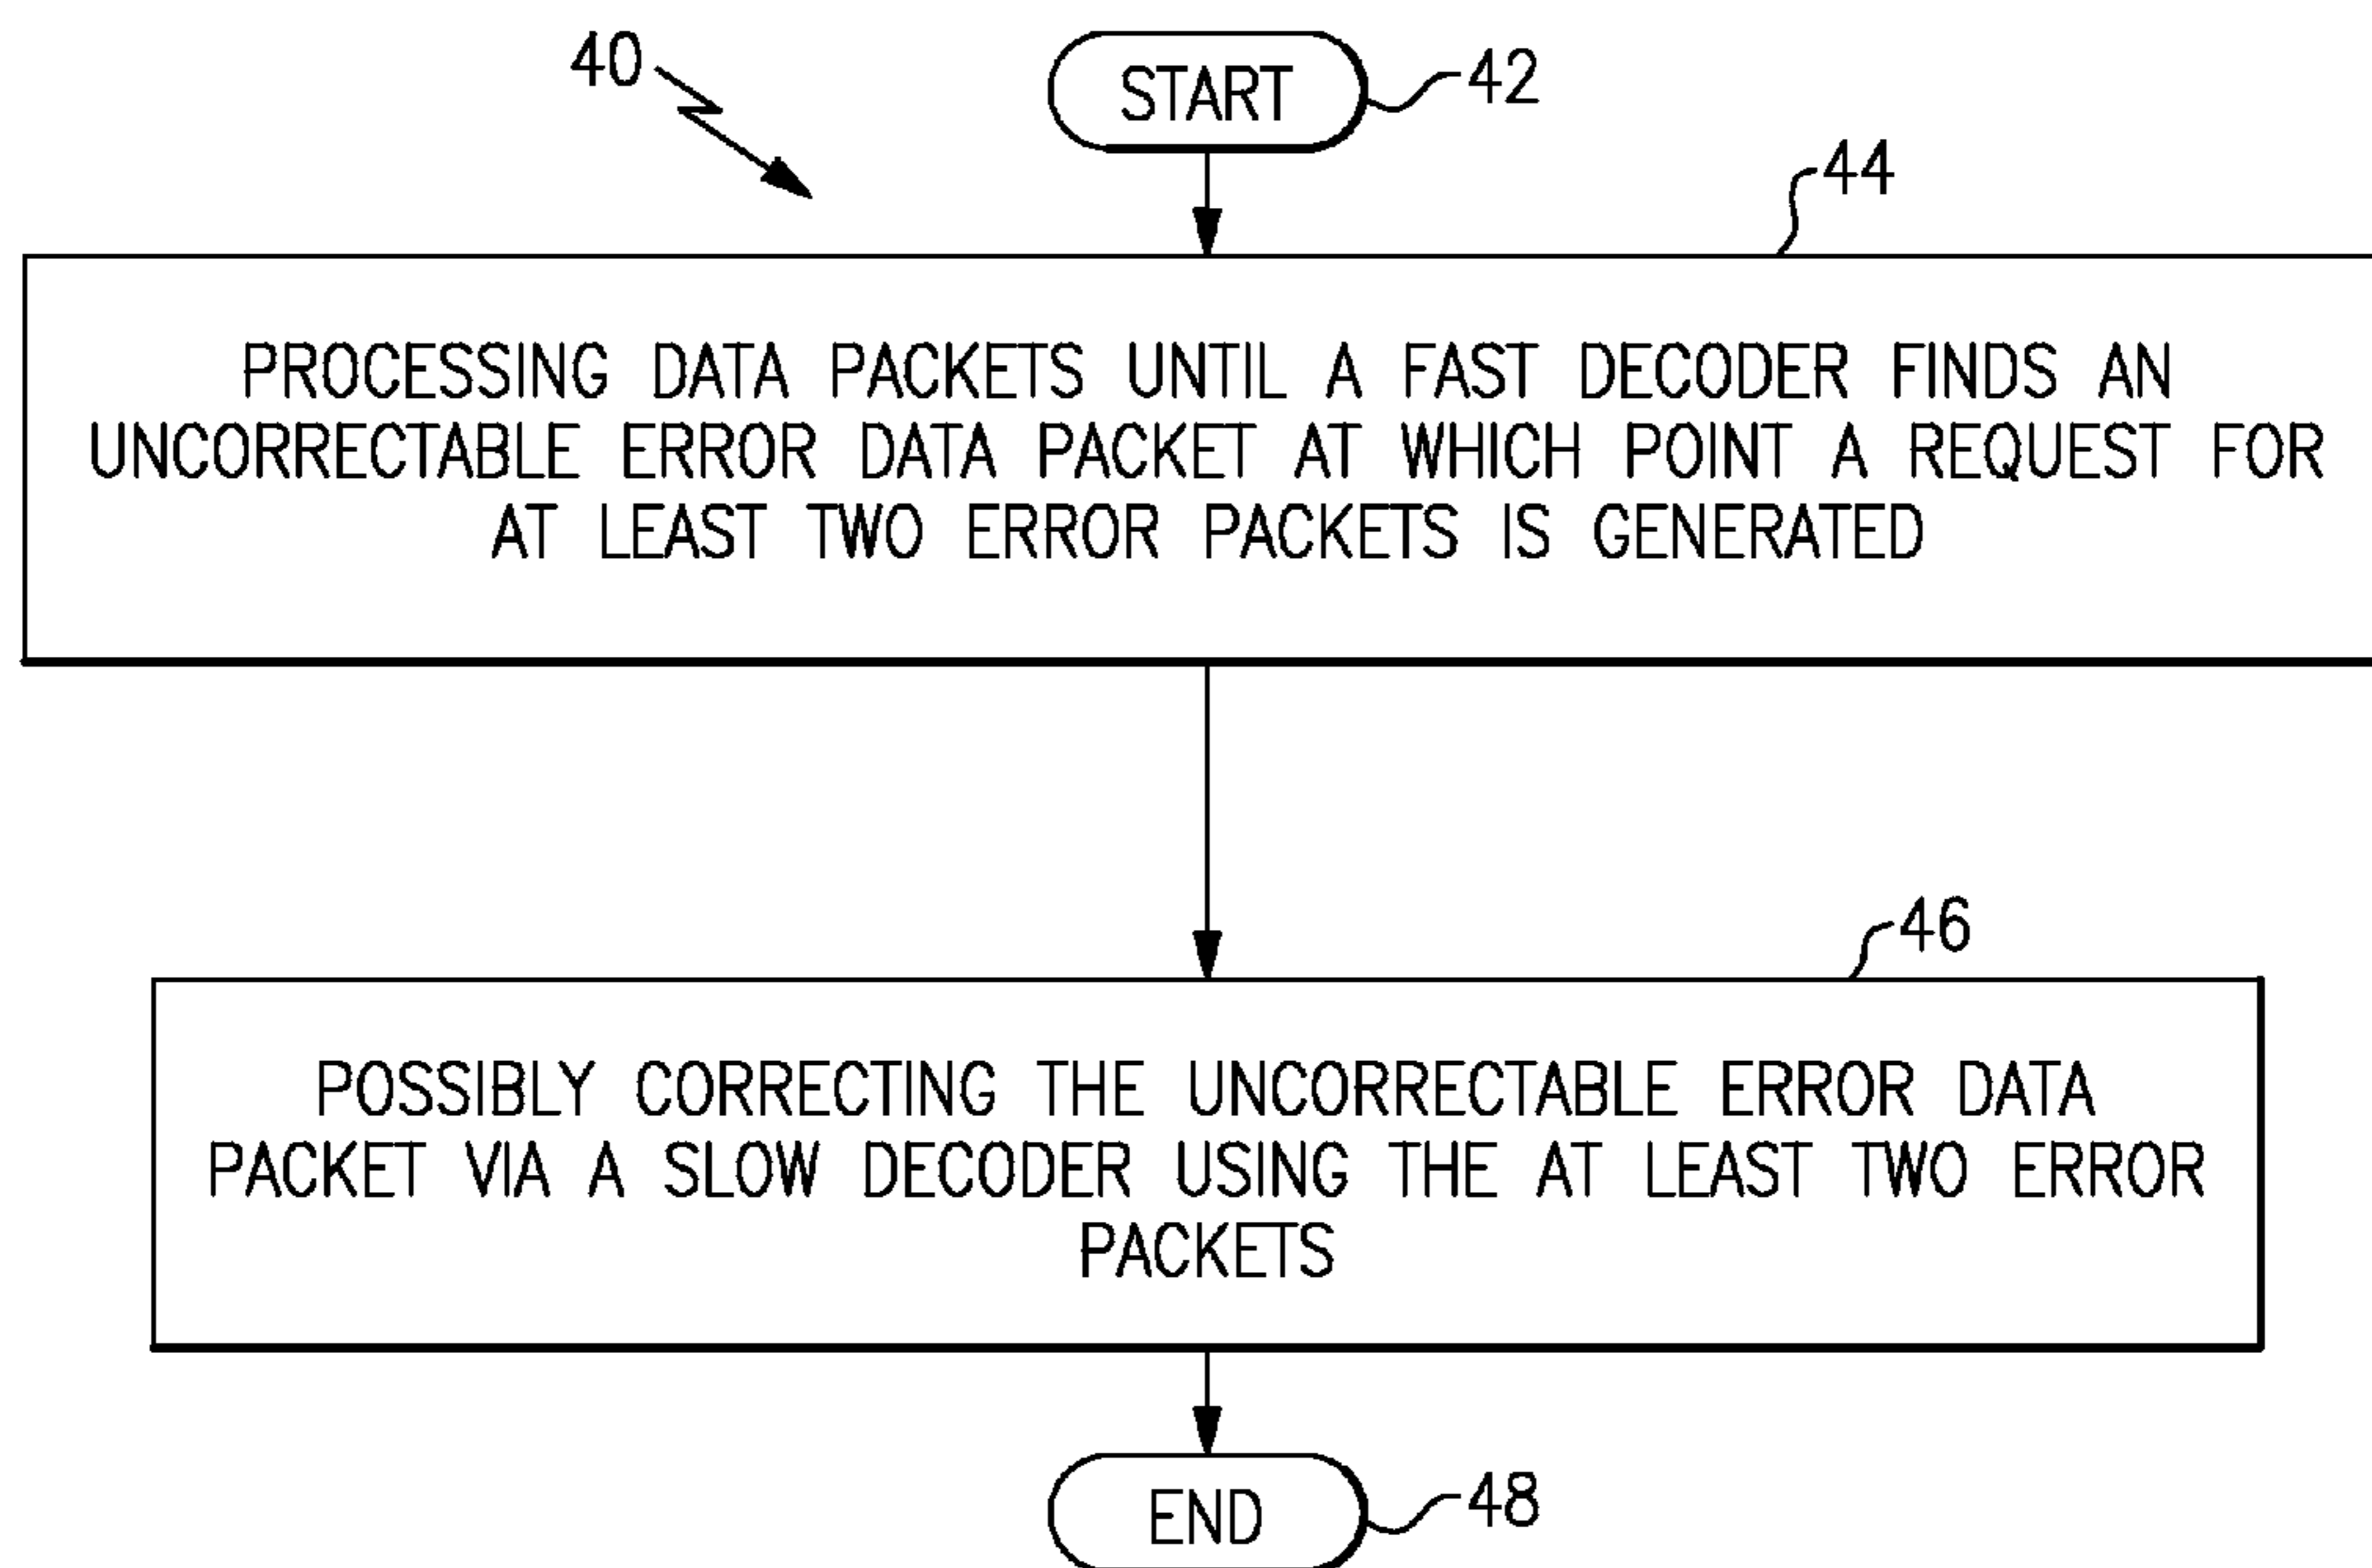 40
START
42
44
PROCESSING DATA PACKETS UNTIL A FAST DECODER FINDS AN
UNCORRECTABLE ERROR DATA PACKET AT WHICH POINT A REQUEST FOR
AT LEAST TWO ERROR PACKETS IS GENERATED
46
POSSIBLY CORRECTING THE UNCORRECTABLE ERROR DATA
PACKET VIA A SLOW DECODER USING THE AT LEAST TWO ERROR
PACKETS
END
48